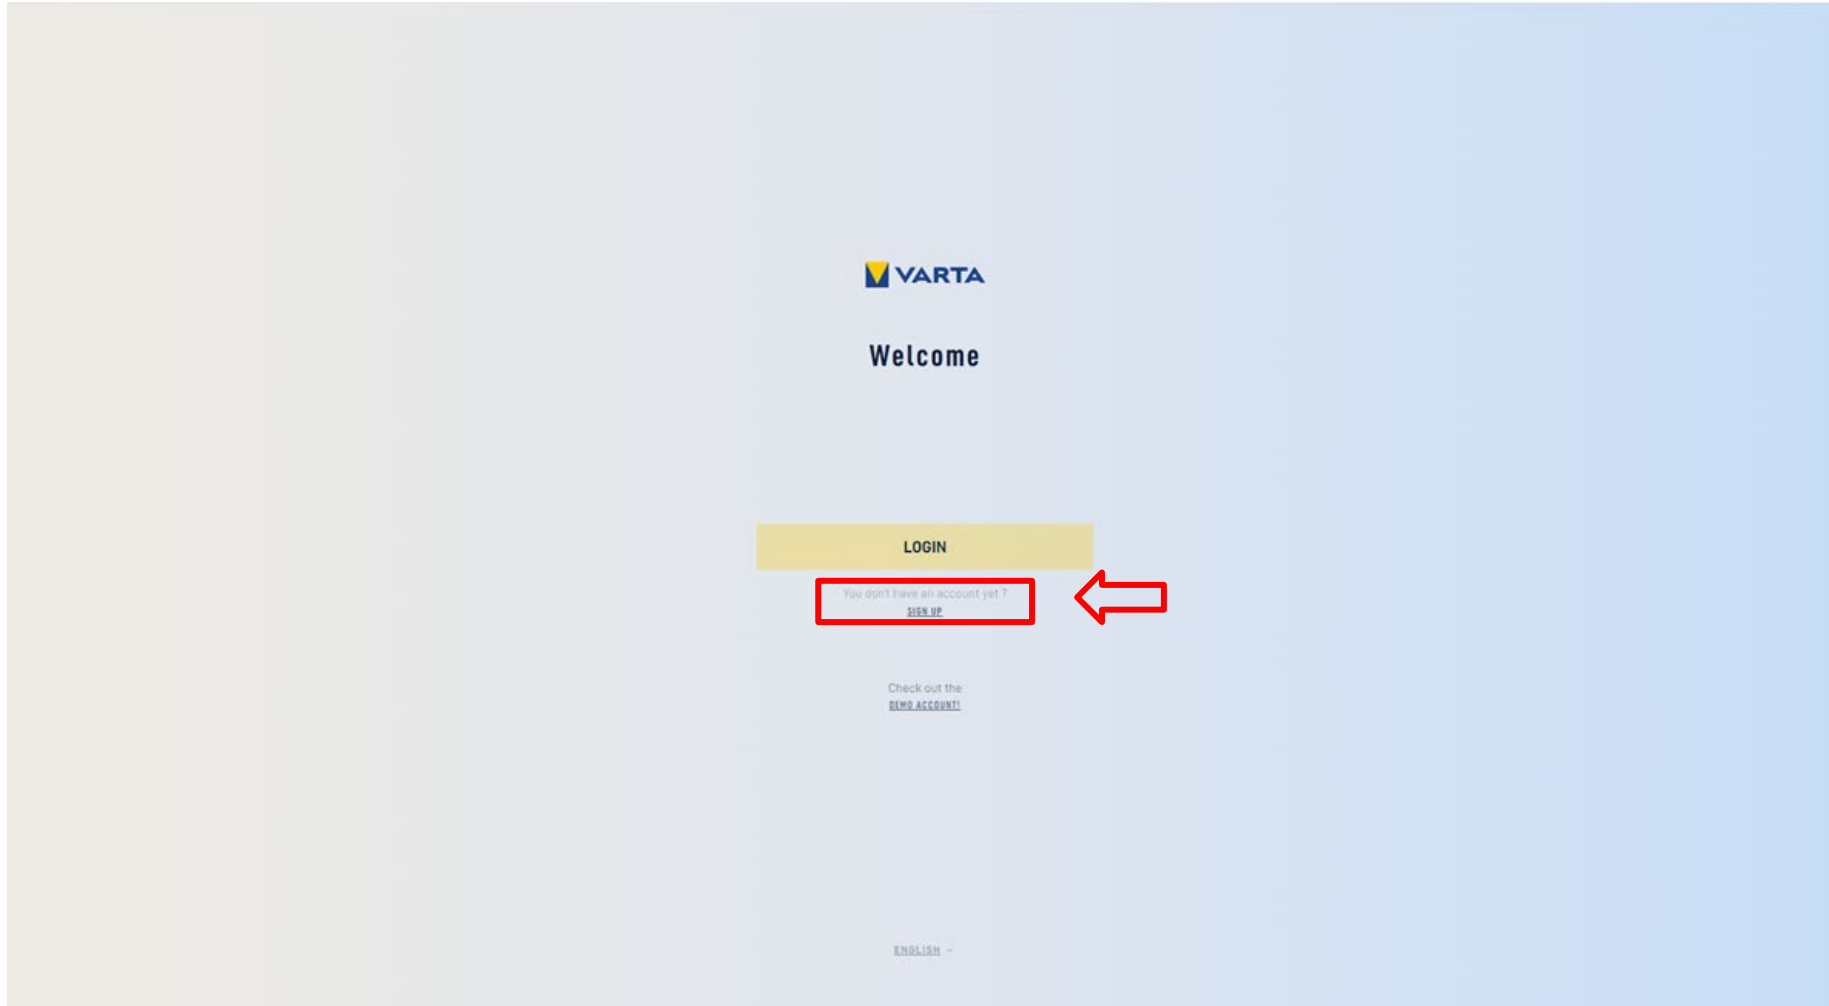 VARTA
Welcome
LOGIN
You don't have an account yet ?
SIGN UP
Check out the
DEMO ACCOUNT!
ENGLISH